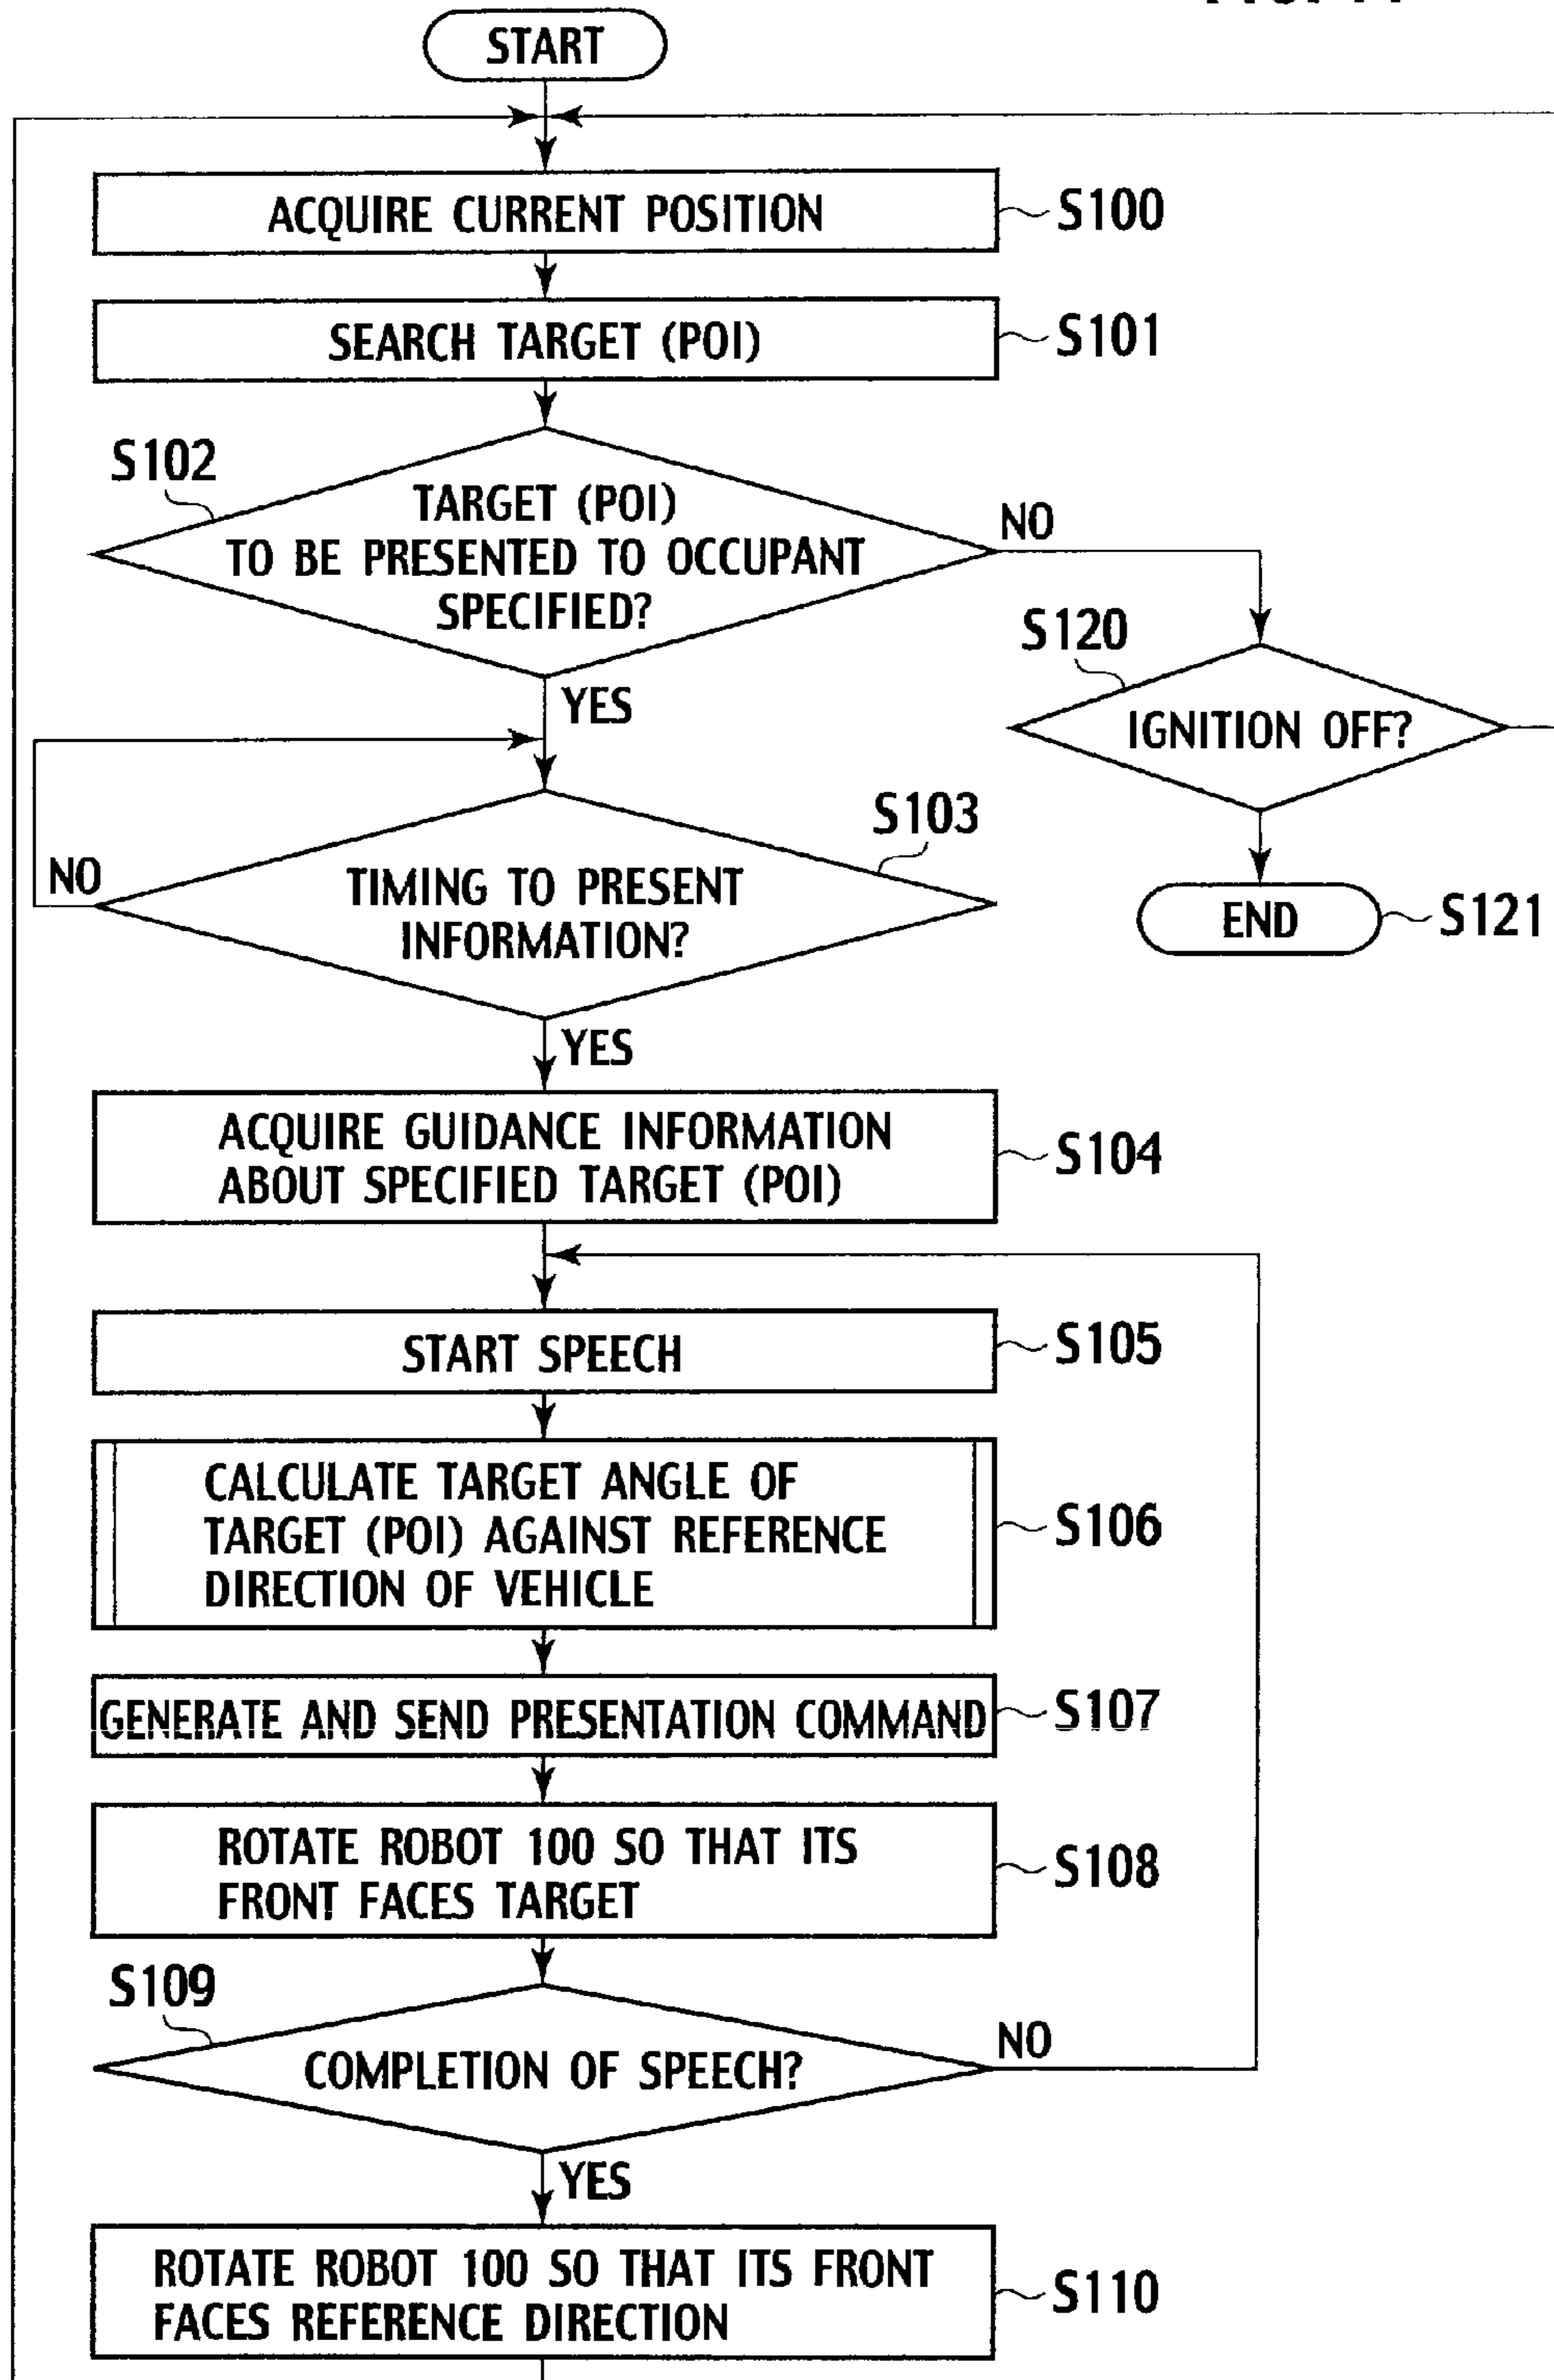 START
ACQUIRE CURRENT POSITION
S100
SEARCH TARGET (POI)
S101
S102
TARGET (POI)
TO BE PRESENTED TO OCCUPANT
SPECIFIED?
NO
YES
S120
IGNITION OFF?
END
S121
S103
TIMING TO PRESENT
INFORMATION?
NO
YES
ACQUIRE GUIDANCE INFORMATION
ABOUT SPECIFIED TARGET (POI)
S104
START SPEECH
S105
CALCULATE TARGET ANGLE OF
TARGET (POI) AGAINST REFERENCE
DIRECTION OF VEHICLE
S106
GENERATE AND SEND PRESENTATION COMMAND
S107
ROTATE ROBOT 100 SO THAT ITS
FRONT FACES TARGET
S108
S109
COMPLETION OF SPEECH?
NO
YES
ROTATE ROBOT 100 SO THAT ITS FRONT
FACES REFERENCE DIRECTION
S110